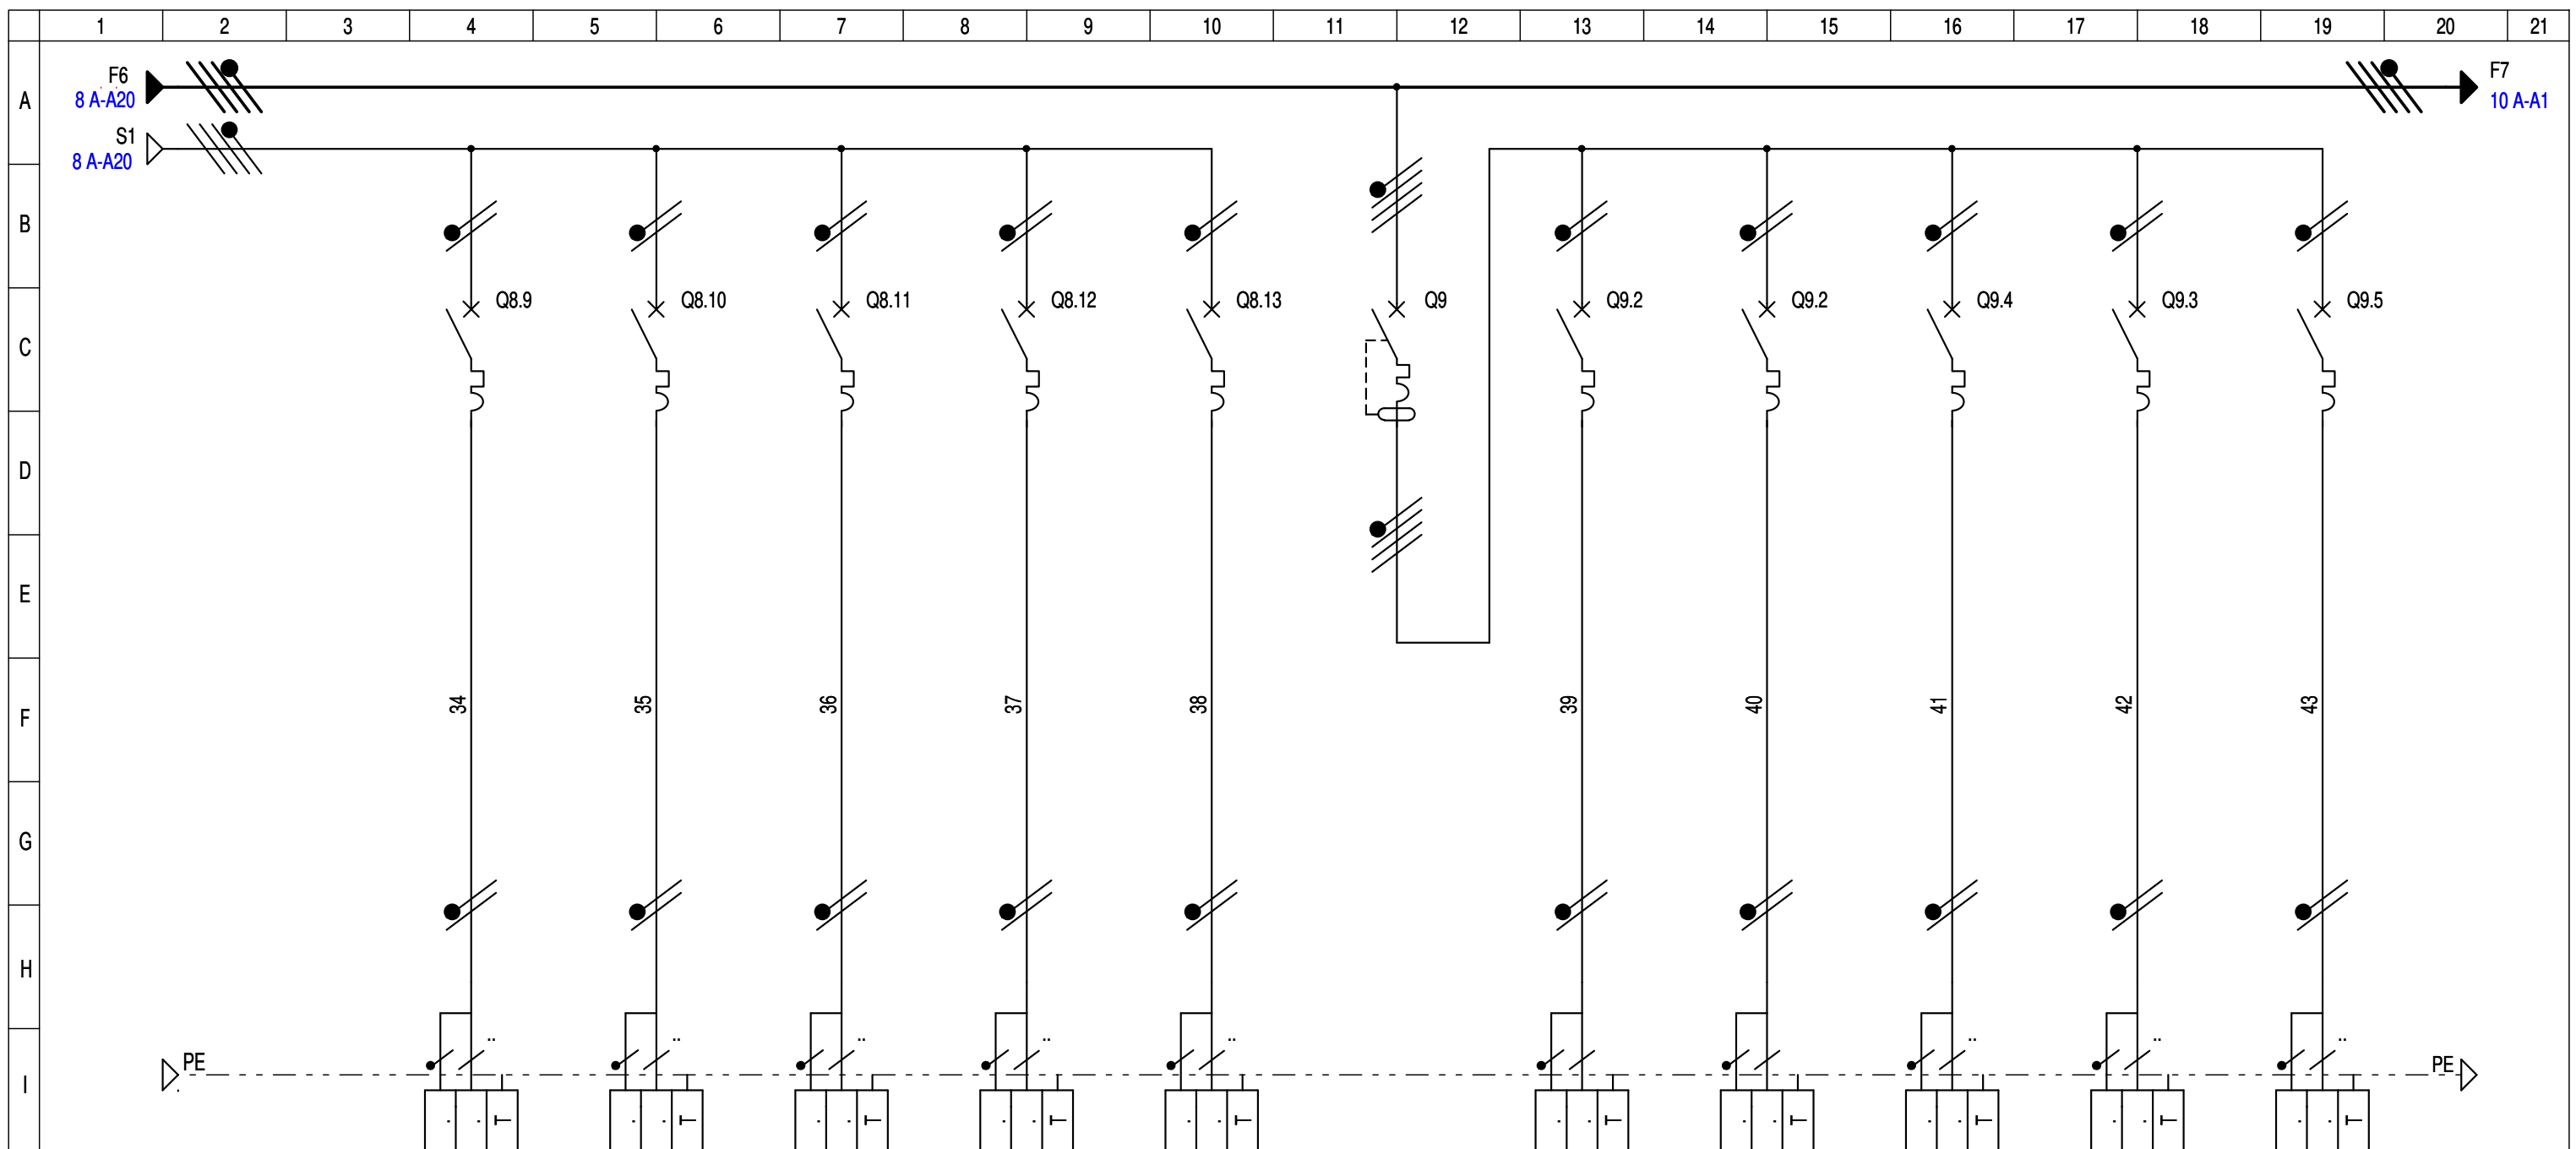 1 2 3 4 5 6 7 8 9 10 11 12 13 14 15 16 17 18 19 20 21
A
F6
8 A-A20
F7
10 A-A1
S1
8 A-A20
B
Q8.9 Q8.10 Q8.11 Q8.12 Q8.13 Q9 Q9.2 Q9.2 Q9.4 Q9.3 Q9.5
C
D
E
F
34 35 36 37 38 39 40 41 42 43
G
H
PE PE
I